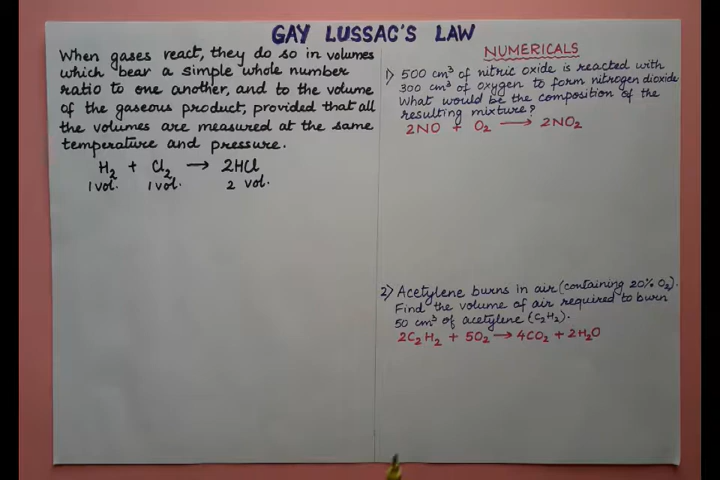 GAY LUSSAC'S LAW
When gases react, they do so in volumes
which bear a simple whole number
ratio to one another, and to the volume
of the gaseous product, provided that all
the volumes are measured at the same
temperature and pressure.
H₂ + Cl₂ → 2HCl
1 vol. 1 vol. 2 vol.
NUMERICALS
1) 500 cm³ of nitric oxide is reacted with
300 cm³ of oxygen to form nitrogen dioxide
What would be the composition of the
resulting mixture?
2NO + O₂ → 2NO₂
2) Acetylene burns in air (containing 20% O₂).
Find the volume of air required to burn
50 cm³ of acetylene (C₂H₂).
2C₂H₂ + 5O₂ → 4CO₂ + 2H₂O